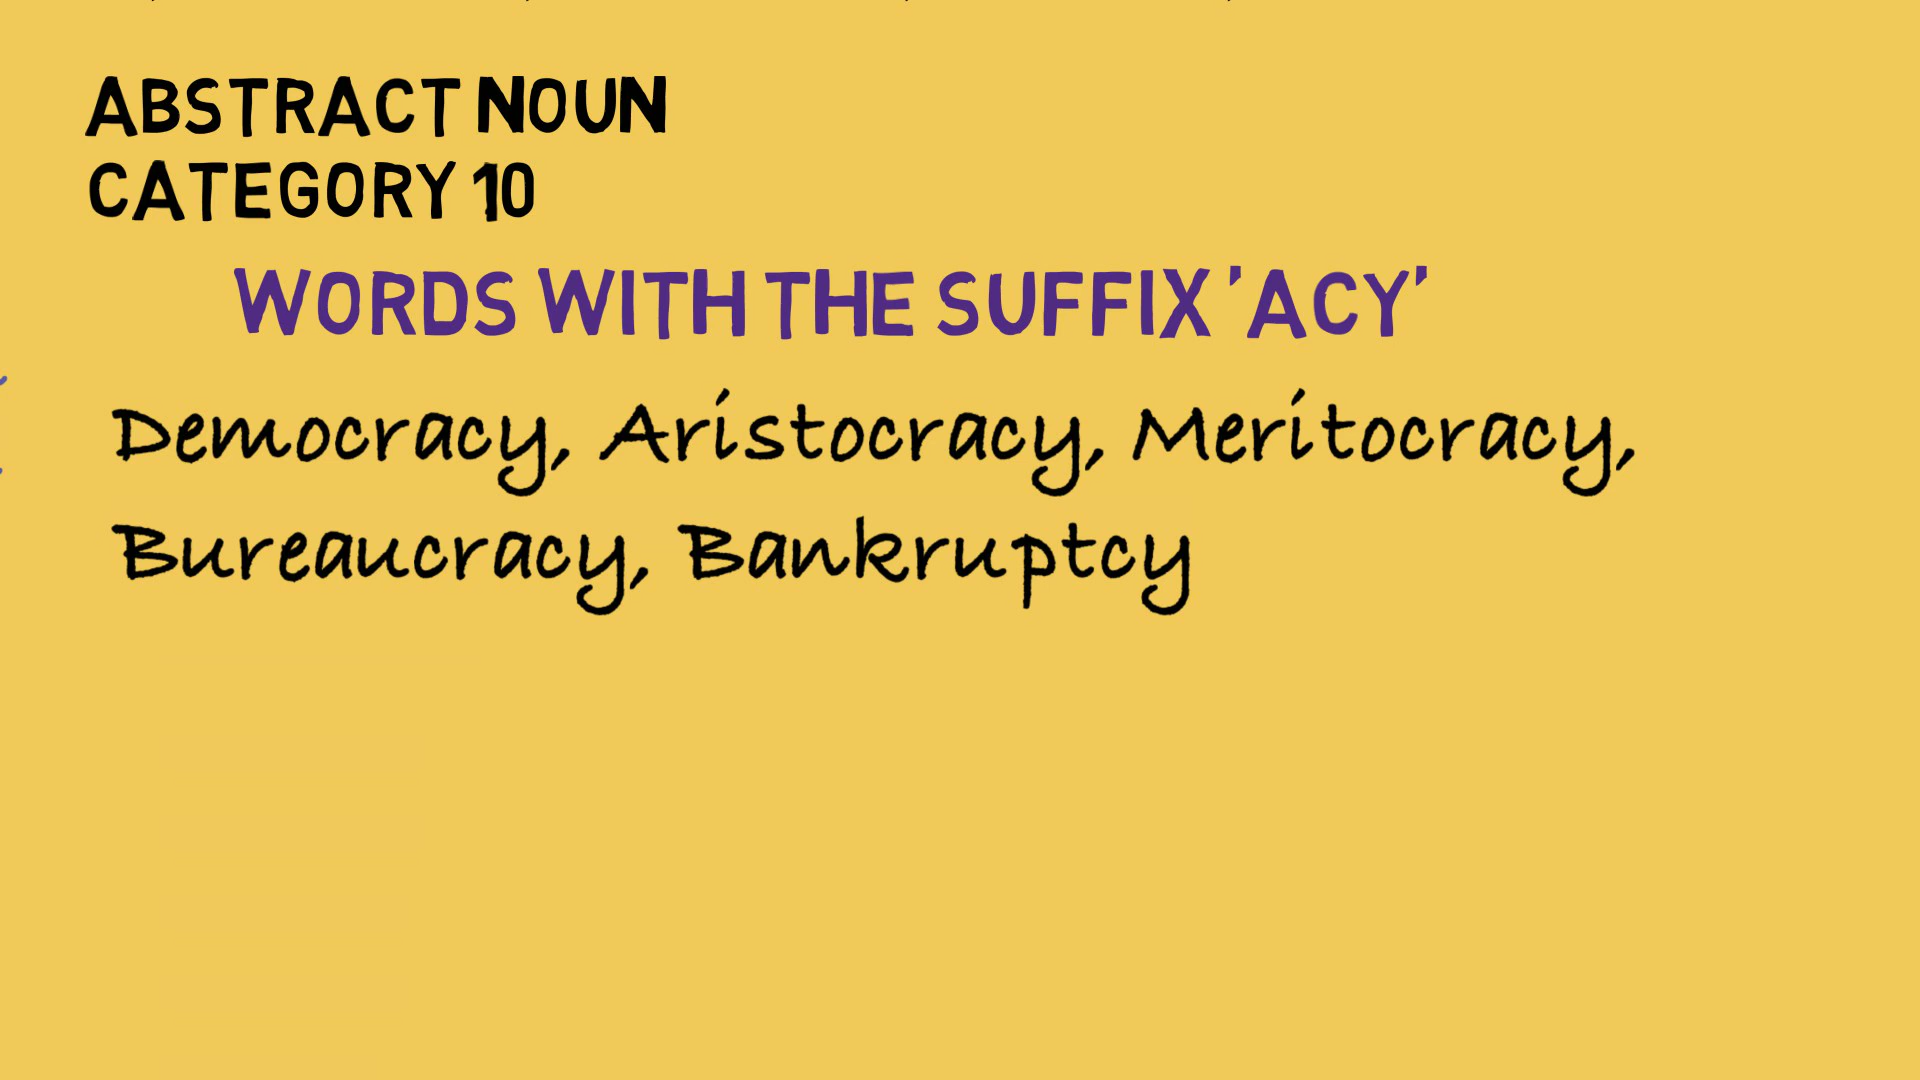 ABSTRACT NOUN
CATEGORY 10
WORDS WITH THE SUFFIX 'ACY'
Democracy, Aristocracy, Meritocracy,
Bureaucracy, Bankruptcy